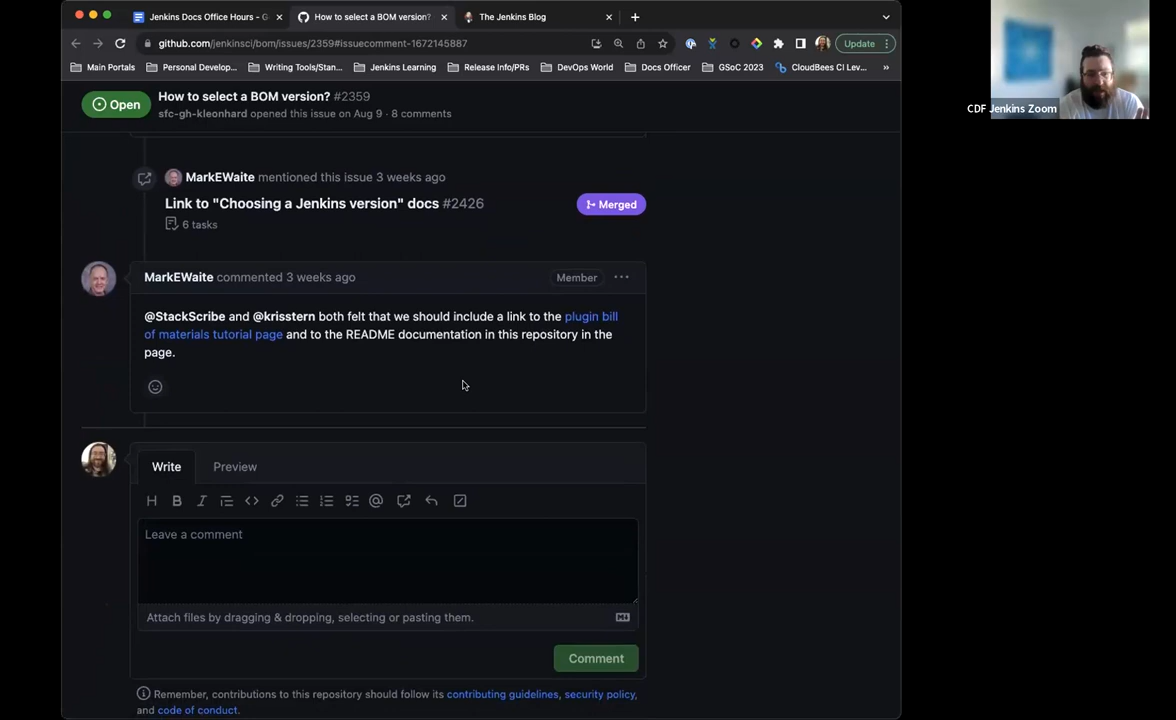 Jenkins Docs Office Hours - G
How to select a BOM version?
The Jenkins Blog
github.com/jenkinsci/bom/issues/2359#issuecomment-1672145887
Update
Main Portals
Personal Develop...
Writing Tools/Stan...
Jenkins Learning
Release Info/PRs
DevOps World
Docs Officer
GSoC 2023
CloudBees CI Lev...
»
Open
How to select a BOM version? #2359
sfc-gh-kleonhard opened this issue on Aug 9 · 8 comments
CDF Jenkins Zoom
MarkEWaite mentioned this issue 3 weeks ago
Link to "Choosing a Jenkins version" docs #2426
Merged
6 tasks
MarkEWaite commented 3 weeks ago
Member
@StackScribe and @krisstern both felt that we should include a link to the plugin bill
of materials tutorial page and to the README documentation in this repository in the
page.
Write
Preview
Leave a comment
Attach files by dragging & dropping, selecting or pasting them.
Comment
Remember, contributions to this repository should follow its contributing guidelines, security policy,
and code of conduct.